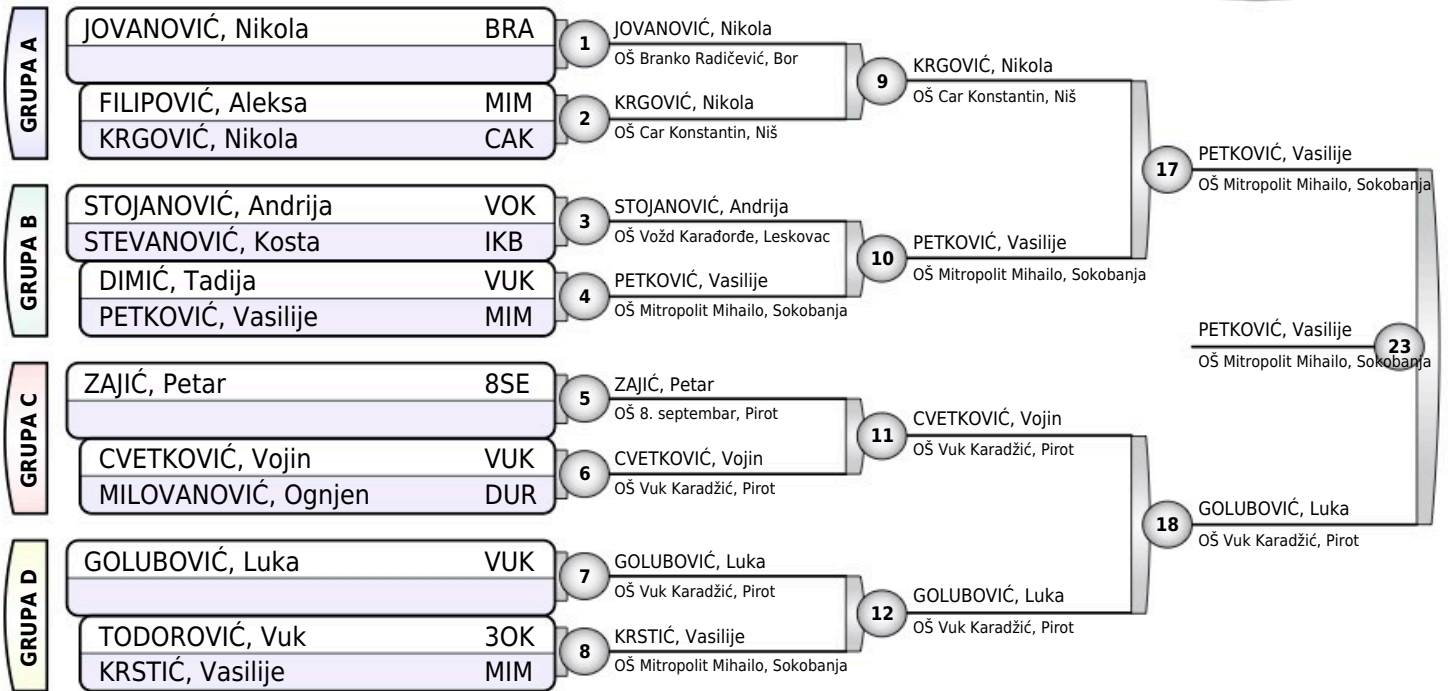 GRUPA A
JOVANOVIĆ, Nikola BRA
FILIPOVIĆ, Aleksa MIM
KRGOVIĆ, Nikola CAK
GRUPA B
STOJANOVIĆ, Andrija VOK
STEVANOVIĆ, Kosta IKB
DIMIĆ, Tadija VUK
PETKOVIĆ, Vasilije MIM
GRUPA C
ZAJIĆ, Petar 8SE
CVETKOVIĆ, Vojin VUK
MILOVANOVIĆ, Ognjen DUR
GRUPA D
GOLUBOVIĆ, Luka VUK
TODOROVIĆ, Vuk 3OK
KRSTIĆ, Vasilije MIM
1
JOVANOVIĆ, Nikola
OŠ Branko Radičević, Bor
2
KRGOVIĆ, Nikola
OŠ Car Konstantin, Niš
3
STOJANOVIĆ, Andrija
OŠ Vožd Karađorđe, Leskovac
4
PETKOVIĆ, Vasilije
OŠ Mitropolit Mihailo, Sokobanja
5
ZAJIĆ, Petar
OŠ 8. septembar, Pirot
6
CVETKOVIĆ, Vojin
OŠ Vuk Karadžić, Pirot
7
GOLUBOVIĆ, Luka
OŠ Vuk Karadžić, Pirot
8
KRSTIĆ, Vasilije
OŠ Mitropolit Mihailo, Sokobanja
9
KRGOVIĆ, Nikola
OŠ Car Konstantin, Niš
10
PETKOVIĆ, Vasilije
OŠ Mitropolit Mihailo, Sokobanja
11
CVETKOVIĆ, Vojin
OŠ Vuk Karadžić, Pirot
12
GOLUBOVIĆ, Luka
OŠ Vuk Karadžić, Pirot
17
PETKOVIĆ, Vasilije
OŠ Mitropolit Mihailo, Sokobanja
18
GOLUBOVIĆ, Luka
OŠ Vuk Karadžić, Pirot
23
PETKOVIĆ, Vasilije
OŠ Mitropolit Mihailo, Sokobanja